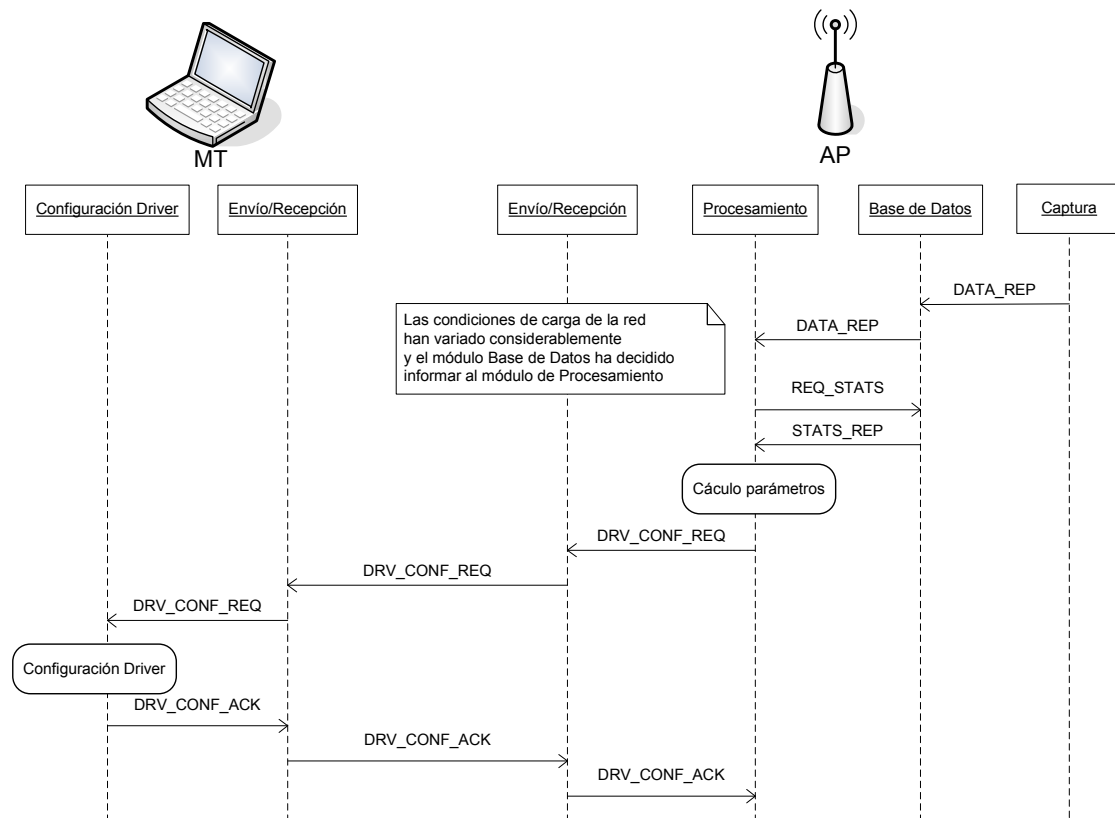 MT
AP
Configuración Driver
Envío/Recepción
Envío/Recepción
Procesamiento
Base de Datos
Captura
DATA_REP
Las condiciones de carga de la red
han variado considerablemente
y el módulo Base de Datos ha decidido
informar al módulo de Procesamiento
DATA_REP
REQ_STATS
STATS_REP
Cáculo parámetros
DRV_CONF_REQ
DRV_CONF_REQ
DRV_CONF_REQ
Configuración Driver
DRV_CONF_ACK
DRV_CONF_ACK
DRV_CONF_ACK